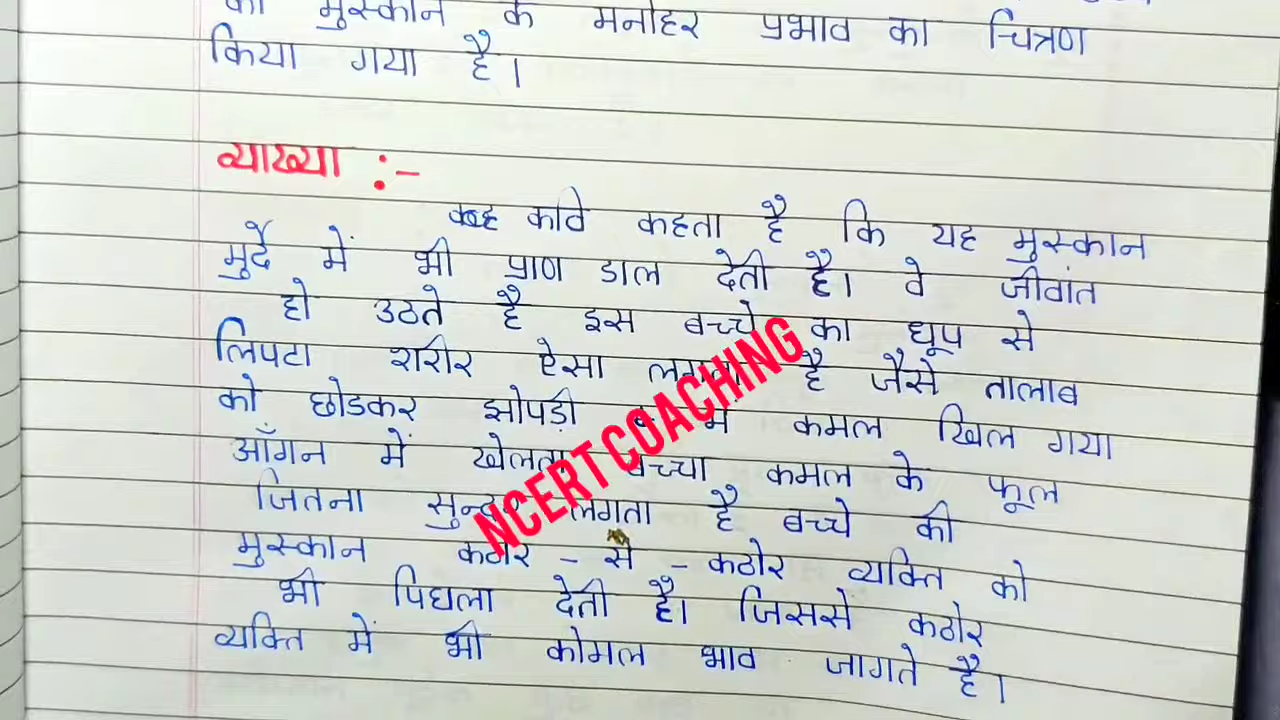 की मुस्कान के मनोहर प्रभाव का चित्रण
किया गया है।
व्याख्या :-
कवि कहता है कि यह मुस्कान
मुर्दे में भी प्राण डाल देती है। वे जीवांत
हो उठते है इस बच्चे का धूप से
लिपटा शरीर ऐसा लगता है जैसे तालाब
को छोडकर झोपड़ी में कमल खिल गया
आँगन में खेलता बच्चा कमल के फूल
जितना सुन्दर लगता है बच्चे की
मुस्कान कठोर - से - कठोर व्यक्ति को
भी पिघला देती है। जिससे कठोर
व्यक्ति में भी कोमल भाव जागते है।
NCERT COACHING